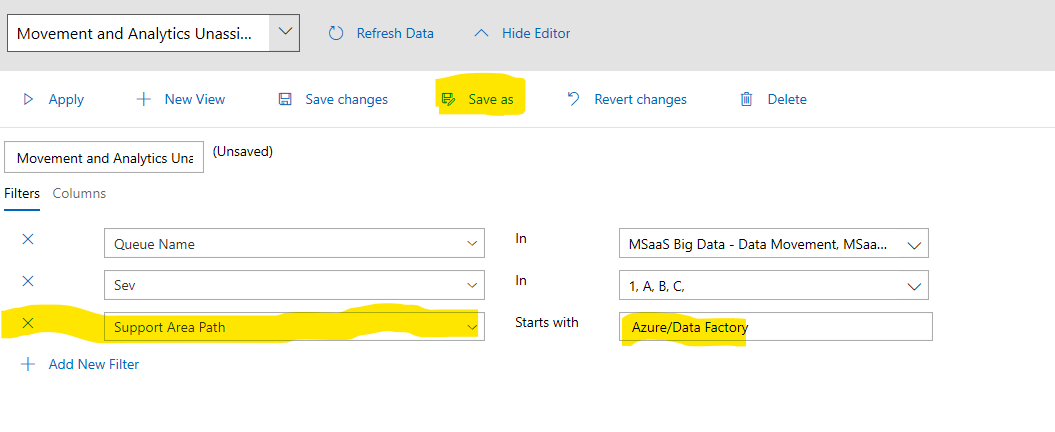 Movement and Analytics Unassi... Refresh Data Hide Editor
Apply New View Save changes Save as Revert changes Delete
Movement and Analytics Una (Unsaved)
Filters Columns
Queue Name In MSaaS Big Data - Data Movement, MSaa...
Sev In 1, A, B, C,
Support Area Path Starts with Azure/Data Factory
Add New Filter